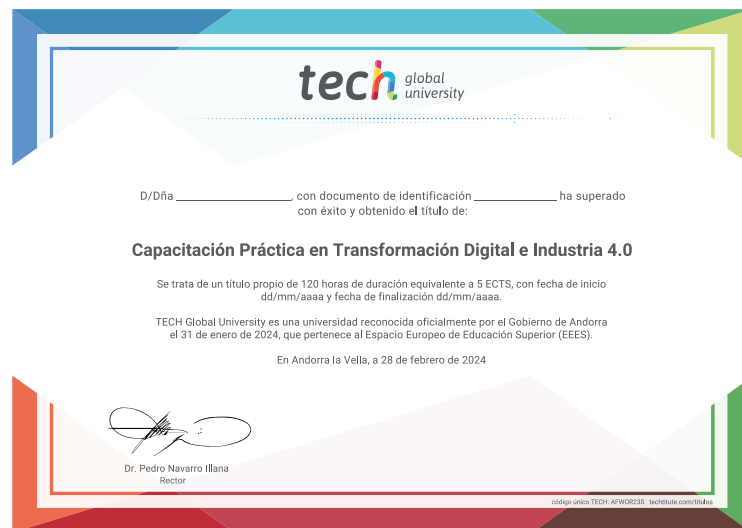 tech global
university
D/Dña ____________________, con documento de identificación ______________ ha superado
con éxito y obtenido el título de:
Capacitación Práctica en Transformación Digital e Industria 4.0
Se trata de un título propio de 120 horas de duración equivalente a 5 ECTS, con fecha de inicio
dd/mm/aaaa y fecha de finalización dd/mm/aaaa.
TECH Global University es una universidad reconocida oficialmente por el Gobierno de Andorra
el 31 de enero de 2024, que pertenece al Espacio Europeo de Educación Superior (EEES).
En Andorra la Vella, a 28 de febrero de 2024
Dr. Pedro Navarro Illana
Rector
código único TECH: AFWOR23S techtitute.com/titulos